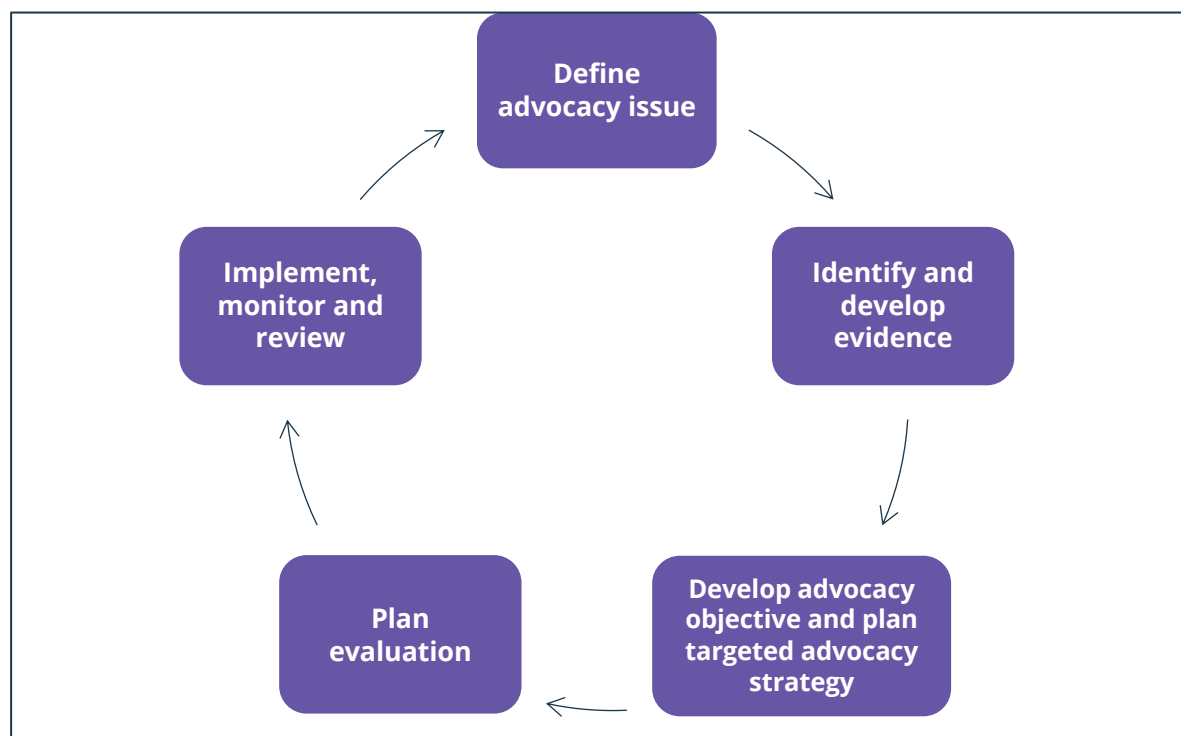 Define
advocacy issue
Identify and
develop
evidence
Develop advocacy
objective and plan
targeted advocacy
strategy
Plan
evaluation
Implement,
monitor and
review